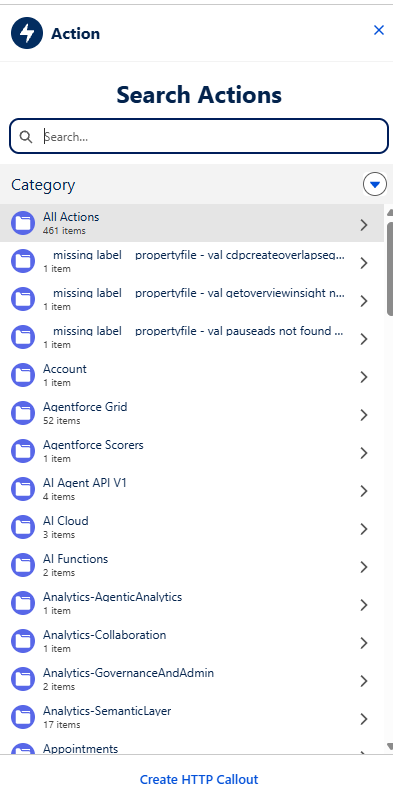 Action
Search Actions
Search...
Category
All Actions
461 items
missing label propertyfile - val cdpcreateoverlapseg...
1 item
missing label propertyfile - val getoverviewinsight n...
1 item
missing label propertyfile - val pauseads not found ...
1 item
Account
1 item
Agentforce Grid
52 items
Agentforce Scorers
1 item
AI Agent API V1
4 items
AI Cloud
3 items
AI Functions
2 items
Analytics-AgenticAnalytics
1 item
Analytics-Collaboration
1 item
Analytics-GovernanceAndAdmin
2 items
Analytics-SemanticLayer
17 items
Appointments
Create HTTP Callout